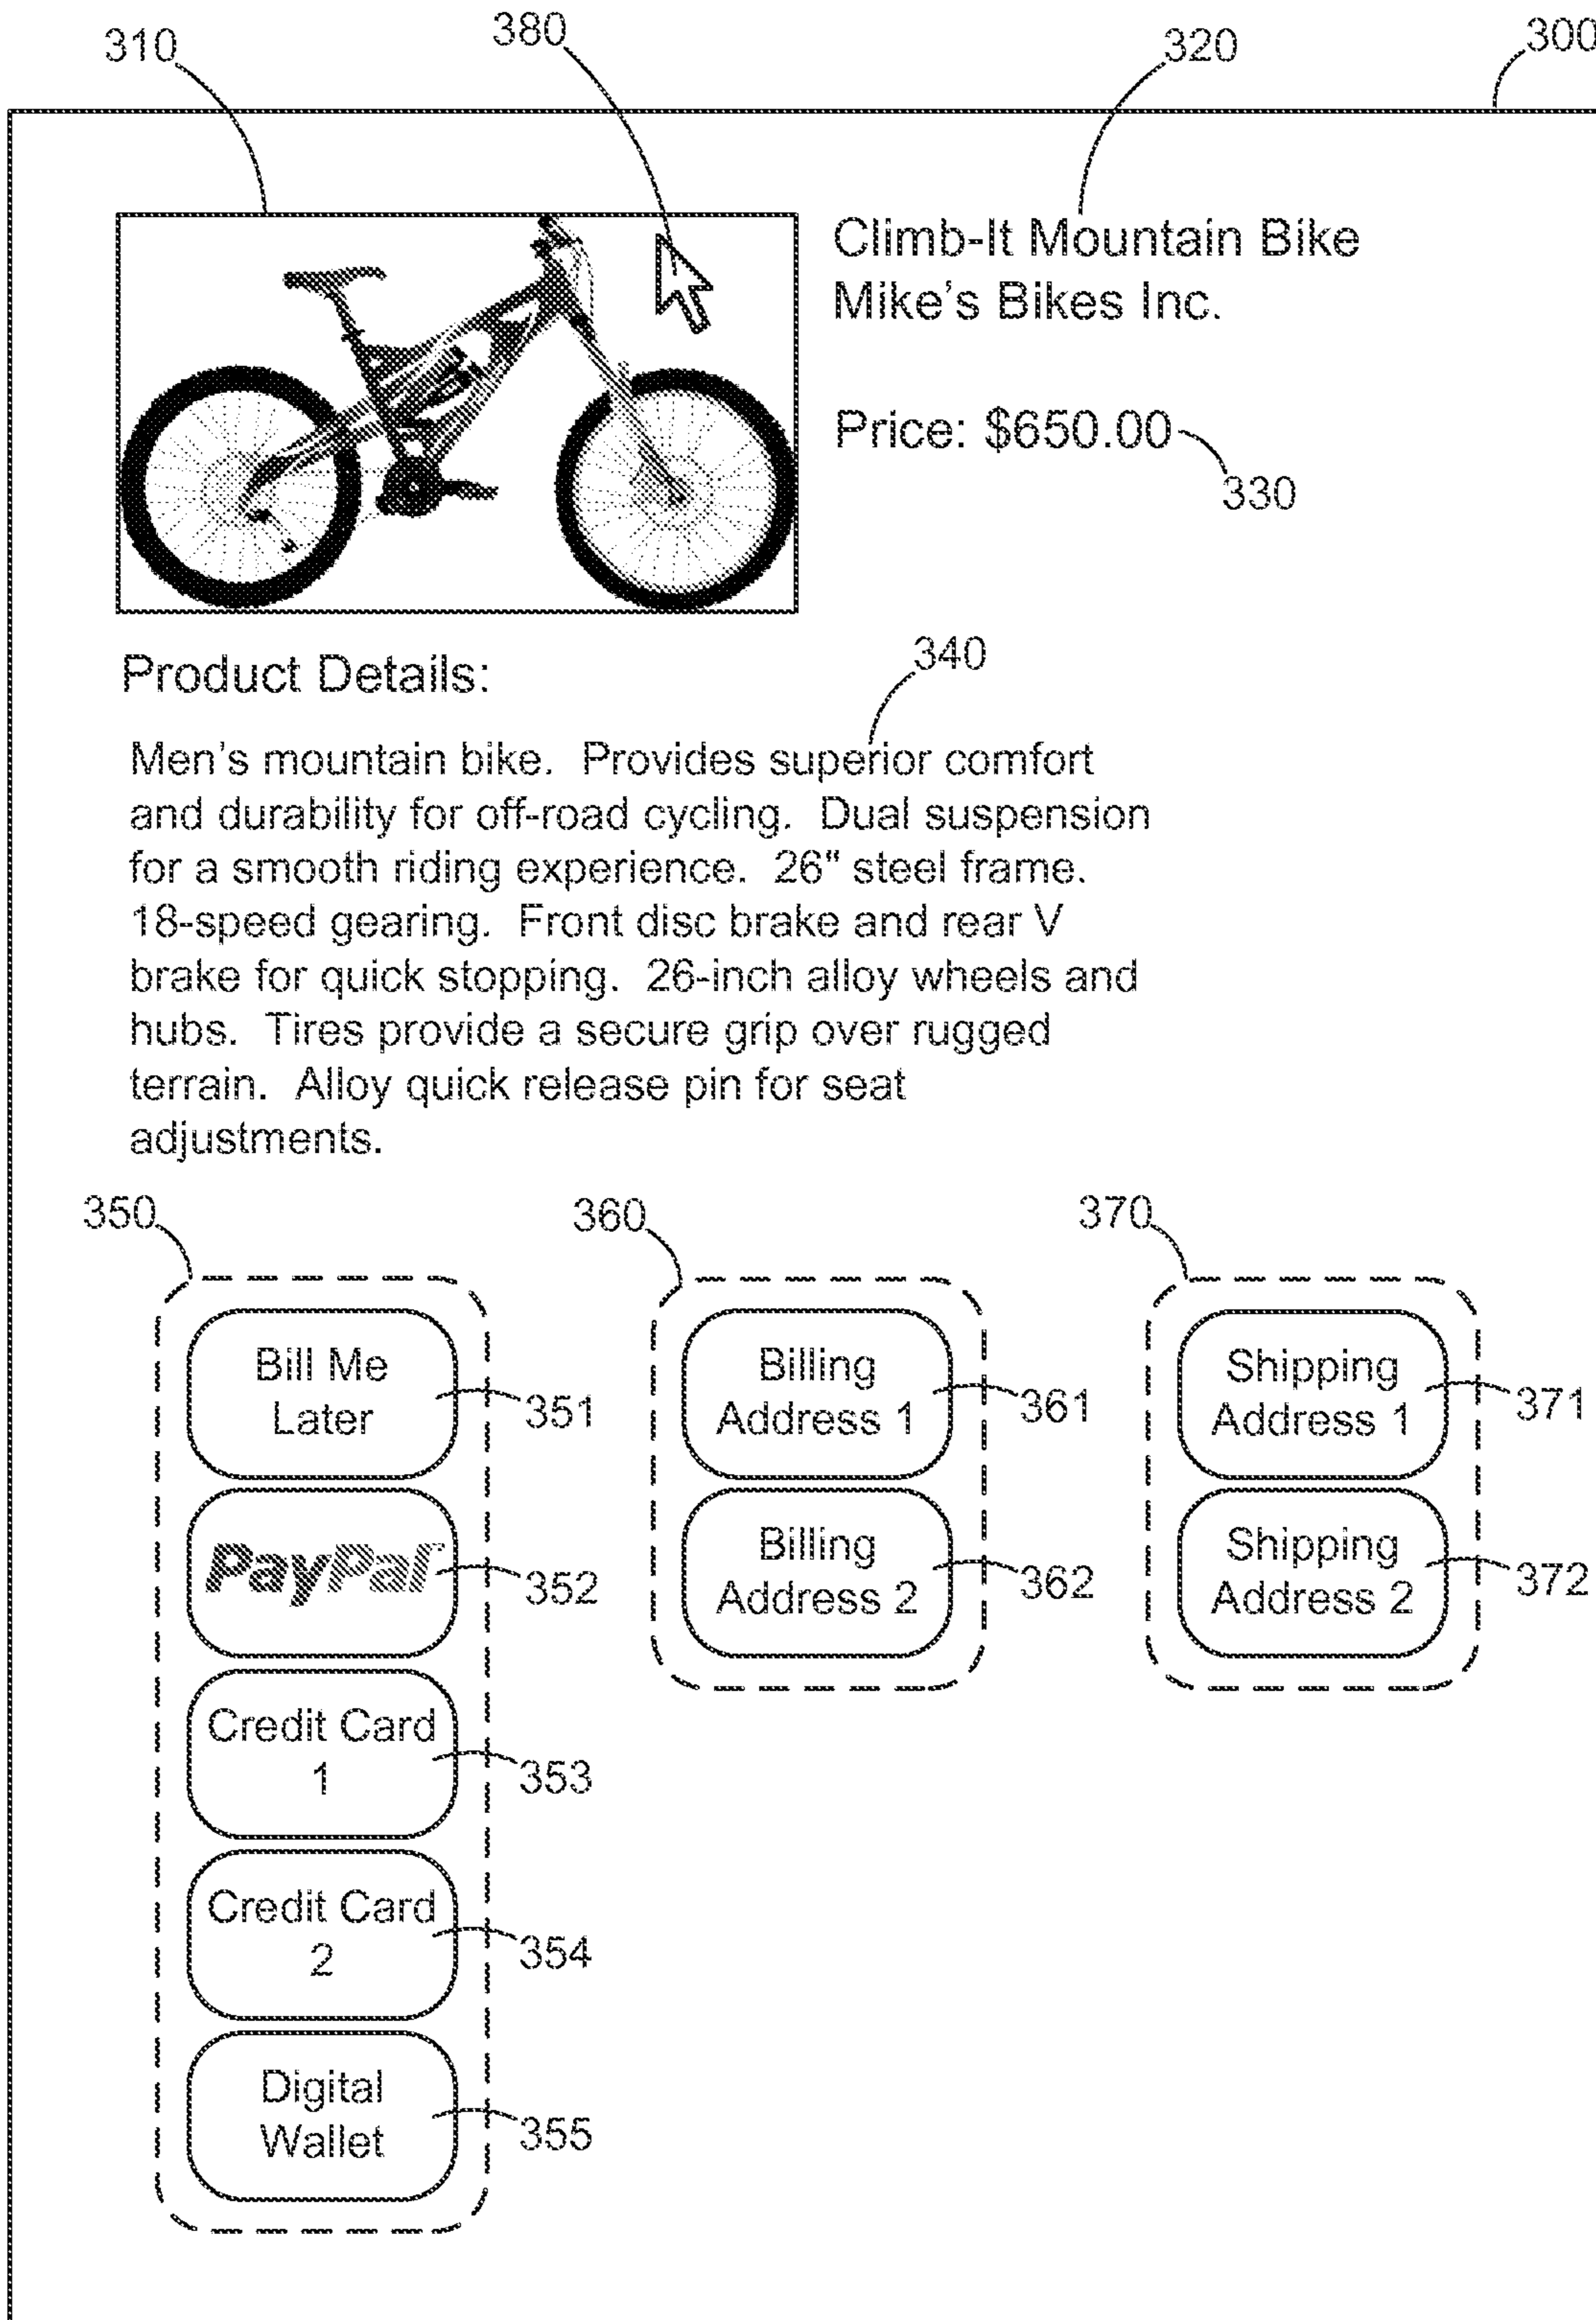 310
380
320
300
Climb-It Mountain Bike
Mike's Bikes Inc.
Price: $650.00
330
Product Details:
340
Men's mountain bike. Provides superior comfort
and durability for off-road cycling. Dual suspension
for a smooth riding experience. 26" steel frame.
18-speed gearing. Front disc brake and rear V
brake for quick stopping. 26-inch alloy wheels and
hubs. Tires provide a secure grip over rugged
terrain. Alloy quick release pin for seat
adjustments.
350
360
370
Bill Me
Later
351
Billing
Address 1
361
Shipping
Address 1
371
PayPal
352
Billing
Address 2
362
Shipping
Address 2
372
Credit Card
1
353
Credit Card
2
354
Digital
Wallet
355